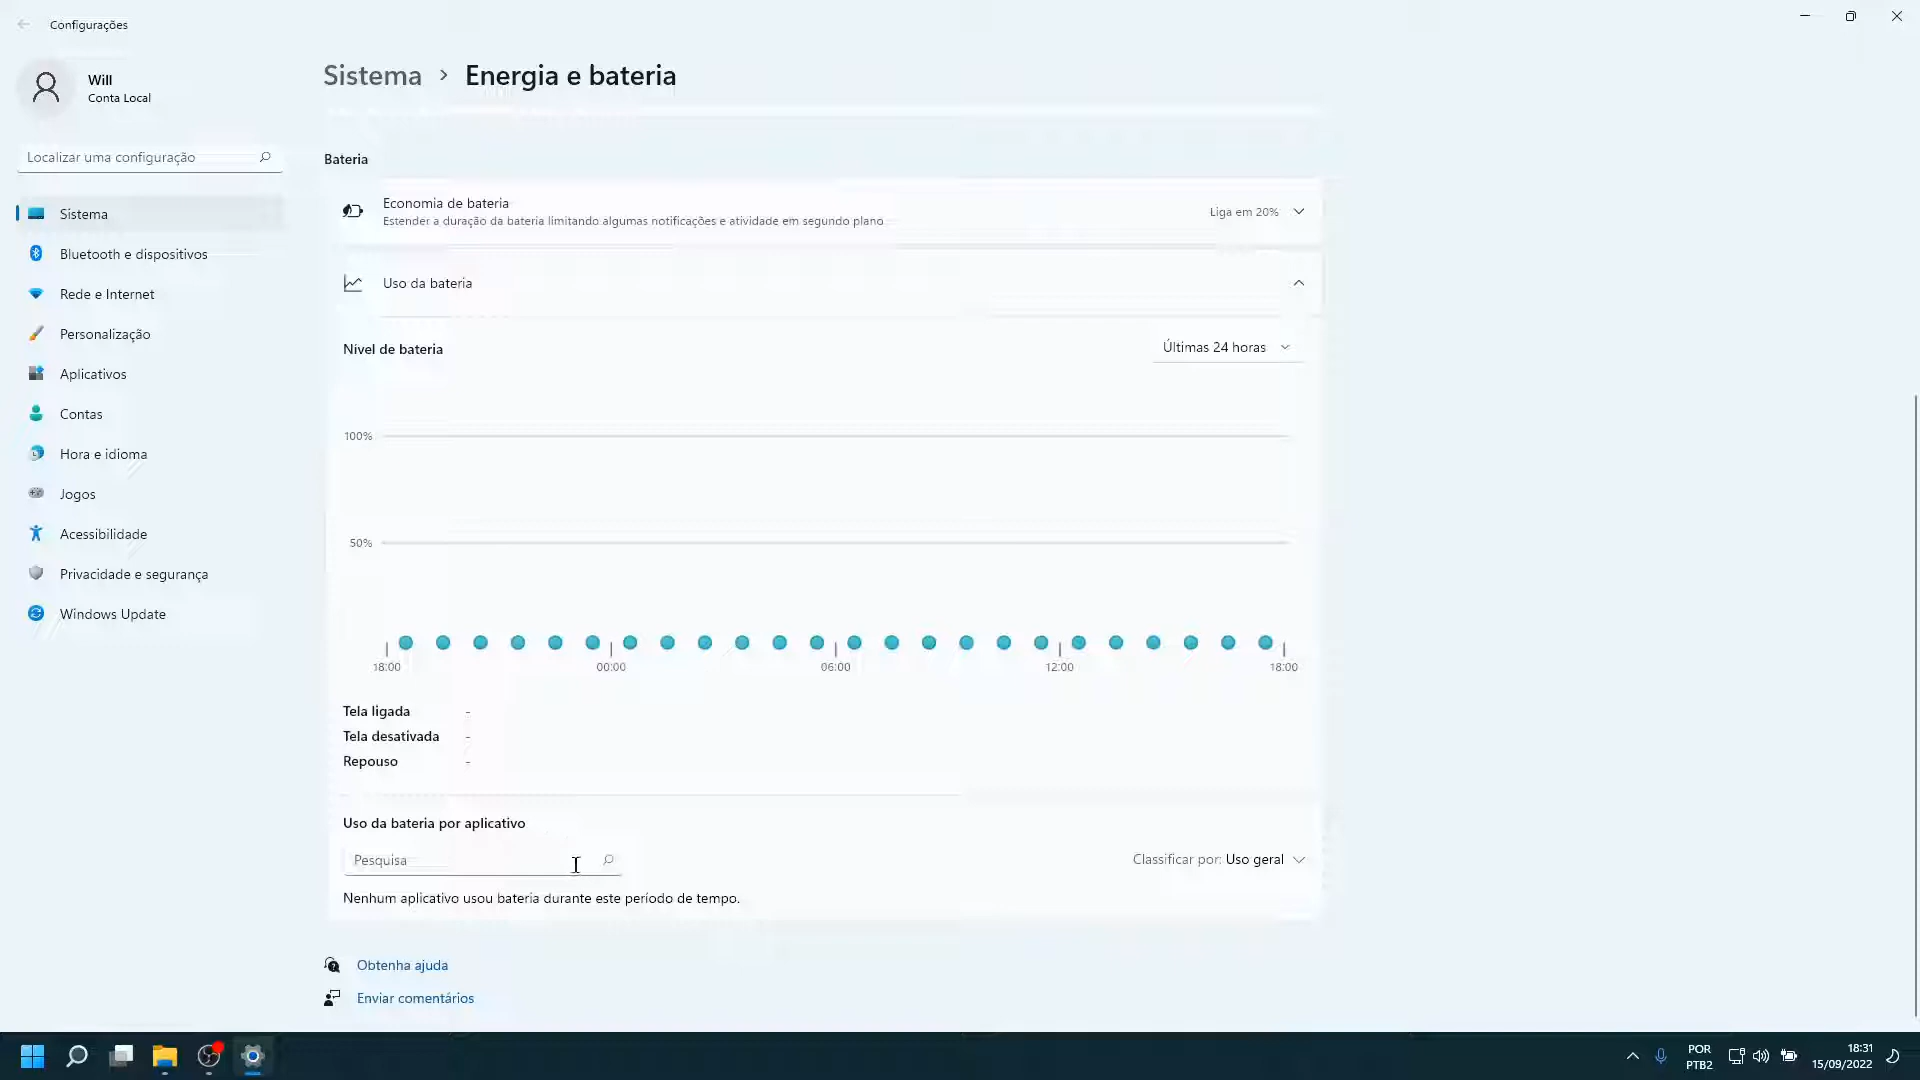 Configurações
Will
Conta Local
Localizar uma configuração
Sistema
Bluetooth e dispositivos
Rede e Internet
Personalização
Aplicativos
Contas
Hora e idioma
Jogos
Acessibilidade
Privacidade e segurança
Windows Update
Sistema › Energia e bateria
Bateria
Economia de bateria
Estender a duração da bateria limitando algumas notificações e atividade em segundo plano
Liga em 20%
Uso da bateria
Nível de bateria
Últimas 24 horas
100%
50%
18:00 00:00 06:00 12:00 18:00
Tela ligada -
Tela desativada -
Repouso -
Uso da bateria por aplicativo
Pesquisa
Classificar por: Uso geral
Nenhum aplicativo usou bateria durante este período de tempo.
Obtenha ajuda
Enviar comentários
POR
PTB2
18:31
15/09/2022